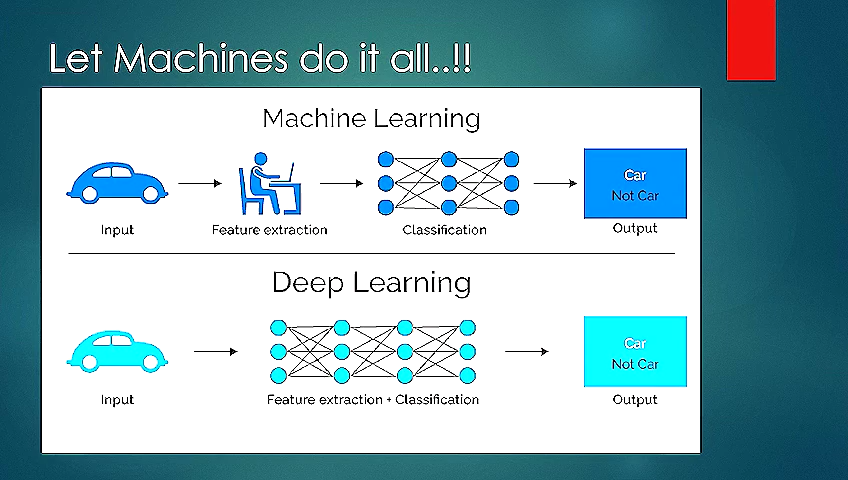 Let Machines do it all..!!
Machine Learning
Car
Not Car
Input
Feature extraction
Classification
Output
Deep Learning
Car
Not Car
Input
Feature extraction + Classification
Output